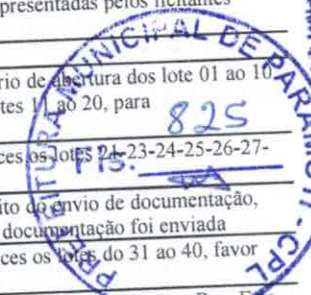 presentadas pelos licitantes
rio de abertura dos lote 01 ao 10
tes 11 ao 20, para
ces os lotes 21-23-24-25-26-27-
ito do envio de documentação,
documentação foi enviada
ces os lotes do 31 ao 40, favor
PREFEITURA MUNICIPAL DE PARAMOTI - CPL
FIS. 825